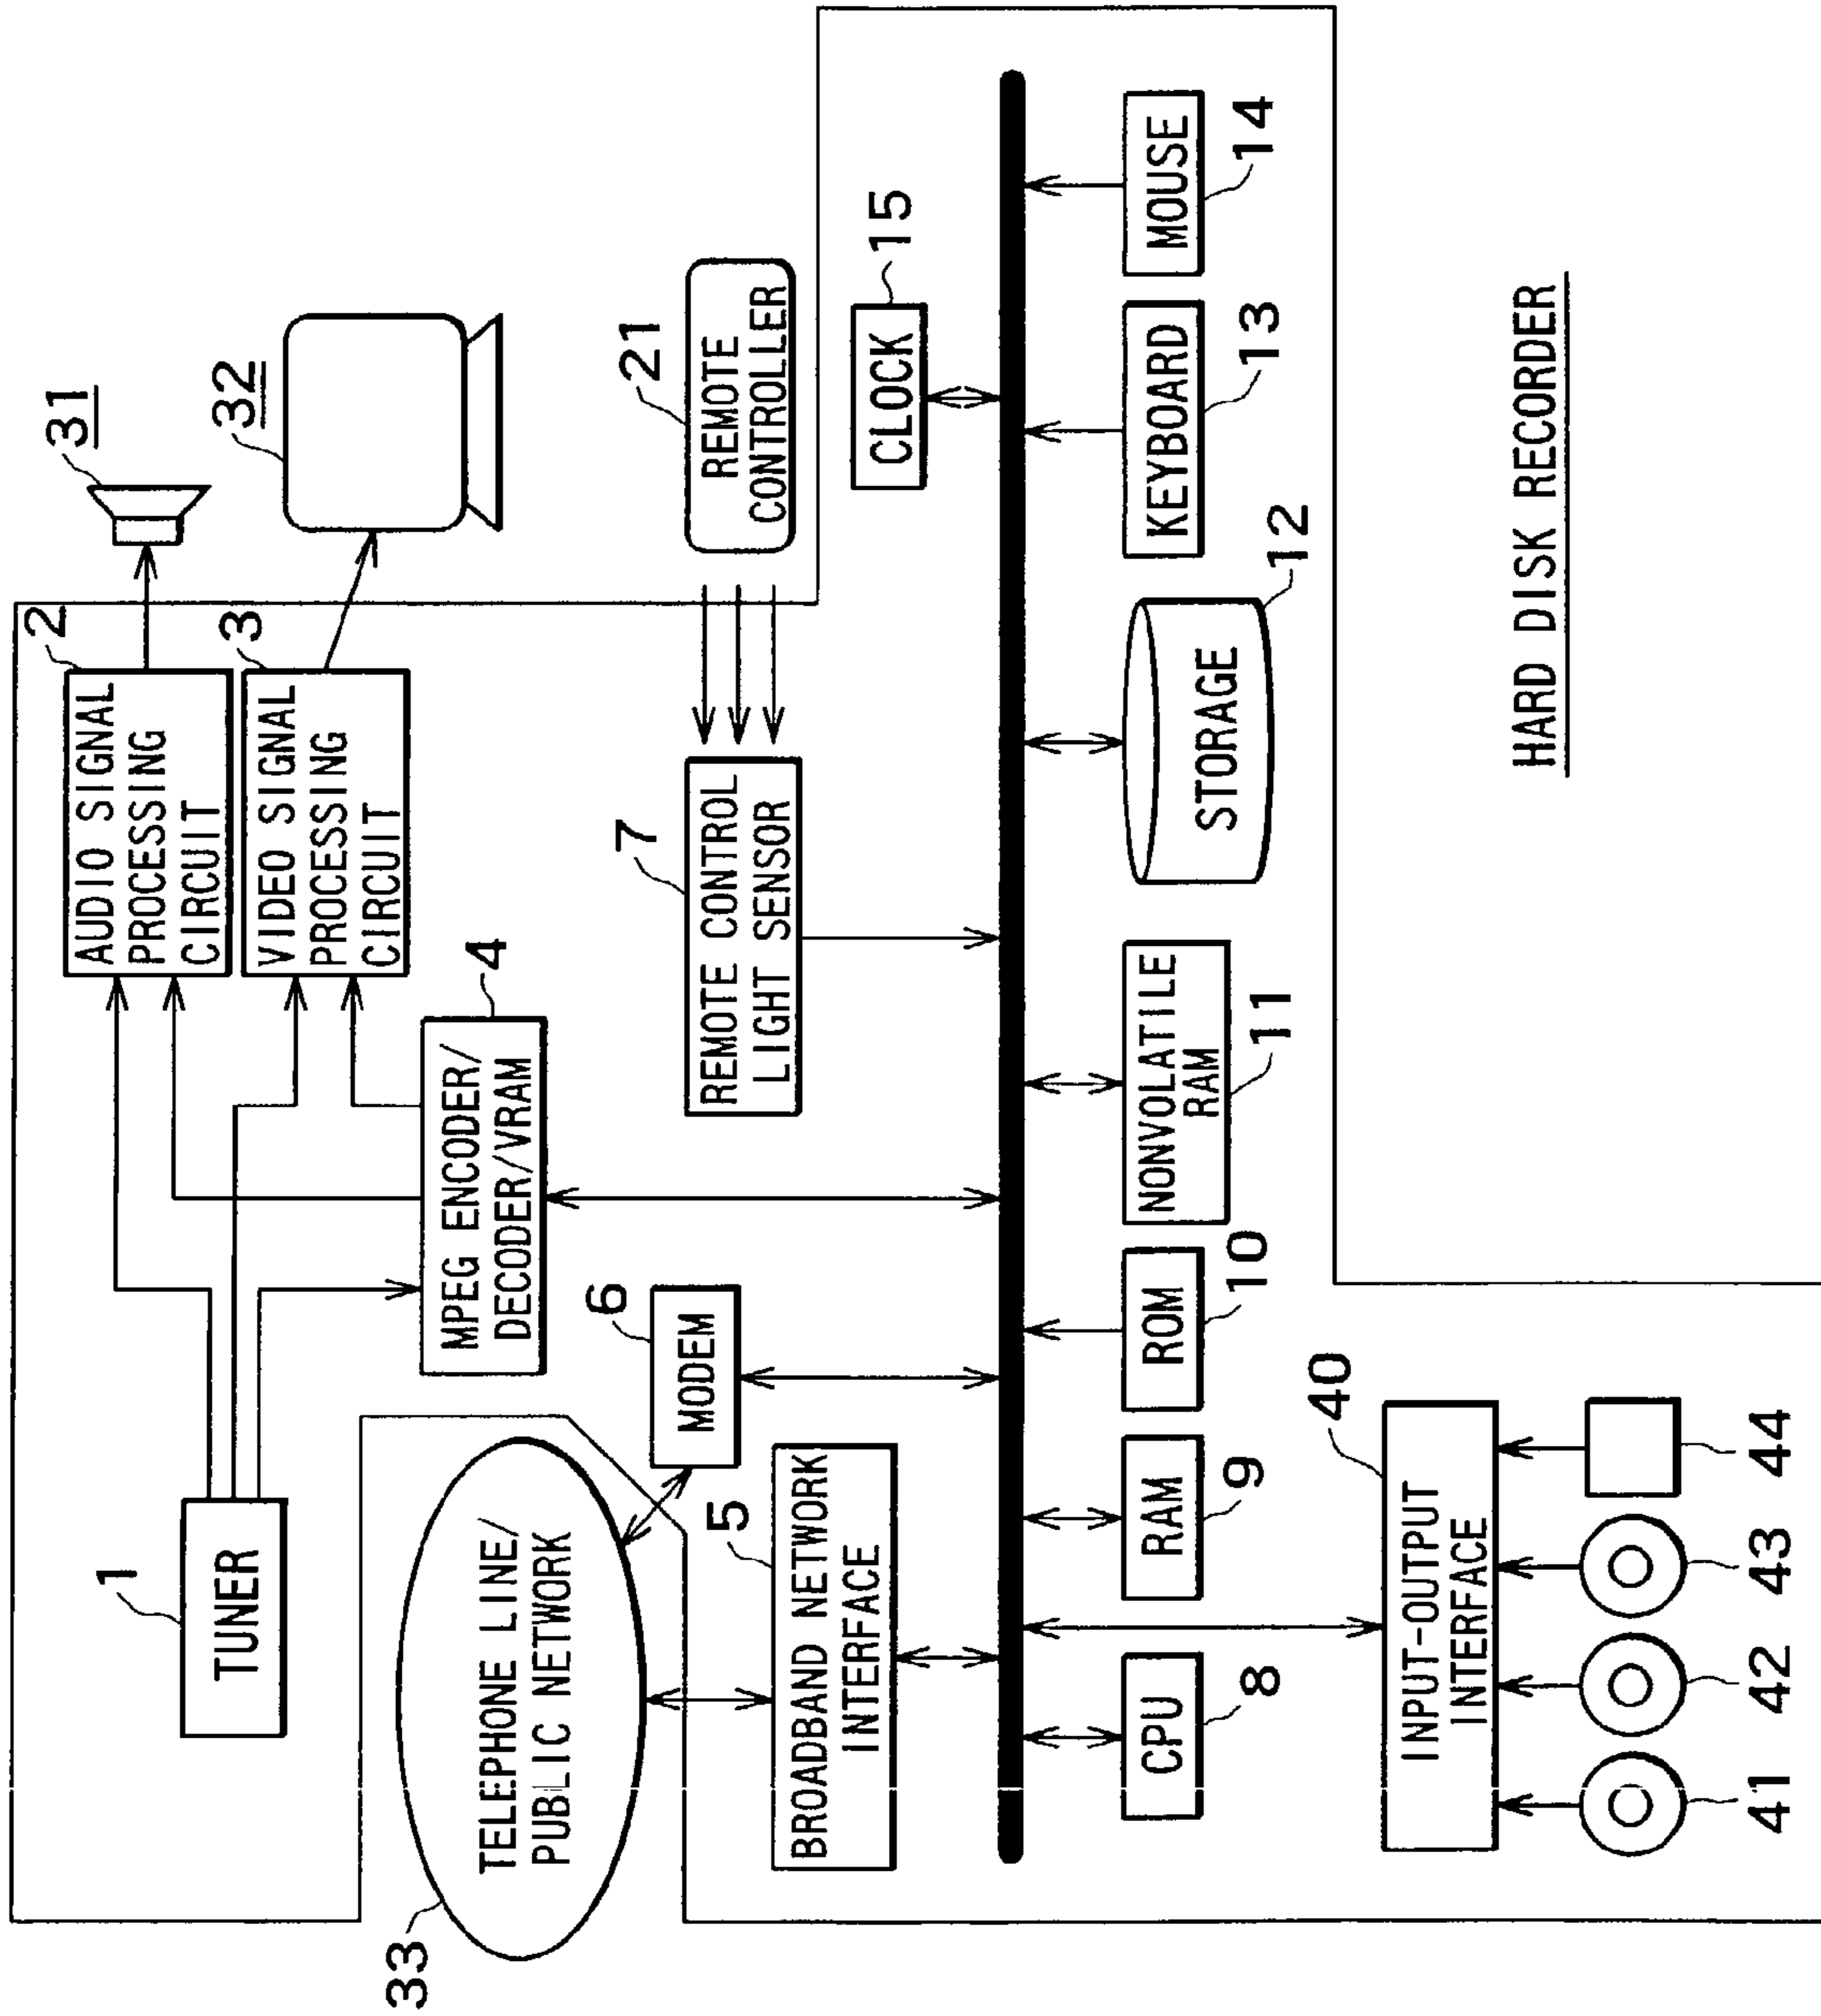 1
TUNER
2
AUDIO SIGNAL
PROCESSING
CIRCUIT
31
3
VIDEO SIGNAL
PROCESSING
CIRCUIT
32
33
TELEPHONE LINE/
PUBLIC NETWORK
4
MPEG ENCODER/
DECODER/VRAM
6
MODEM
5
BROADBAND NETWORK
INTERFACE
7
REMOTE CONTROL
LIGHT SENSOR
21
REMOTE
CONTROLLER
CLOCK
15
CPU
8
RAM
9
ROM
10
NONVOLATILE
RAM
11
STORAGE
12
KEYBOARD
13
MOUSE
14
40
INPUT-OUTPUT
INTERFACE
41
42
43
44
HARD DISK RECORDER